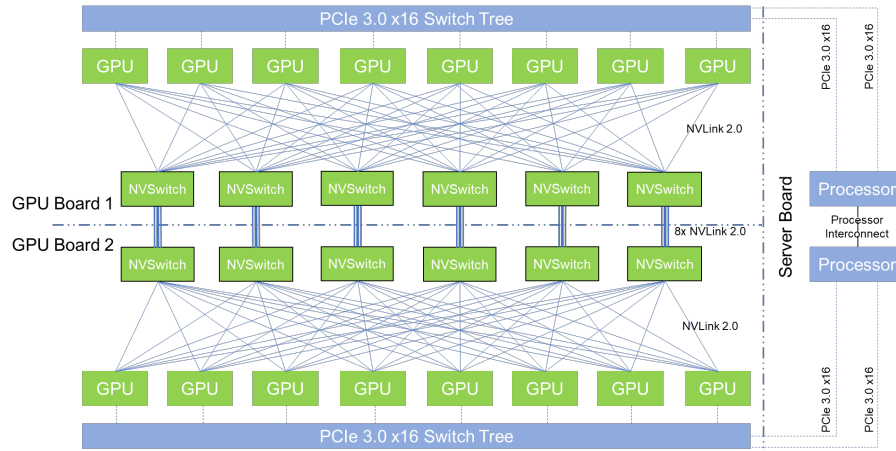 PCIe 3.0 x16 Switch Tree
GPU GPU GPU GPU GPU GPU GPU GPU
PCIe 3.0 x16
PCIe 3.0 x16
NVLink 2.0
NVSwitch NVSwitch NVSwitch NVSwitch NVSwitch NVSwitch
GPU Board 1
GPU Board 2
8x NVLink 2.0
NVSwitch NVSwitch NVSwitch NVSwitch NVSwitch NVSwitch
Server Board
Processor
Processor
Interconnect
Processor
NVLink 2.0
GPU GPU GPU GPU GPU GPU GPU GPU
PCIe 3.0 x16
PCIe 3.0 x16
PCIe 3.0 x16 Switch Tree